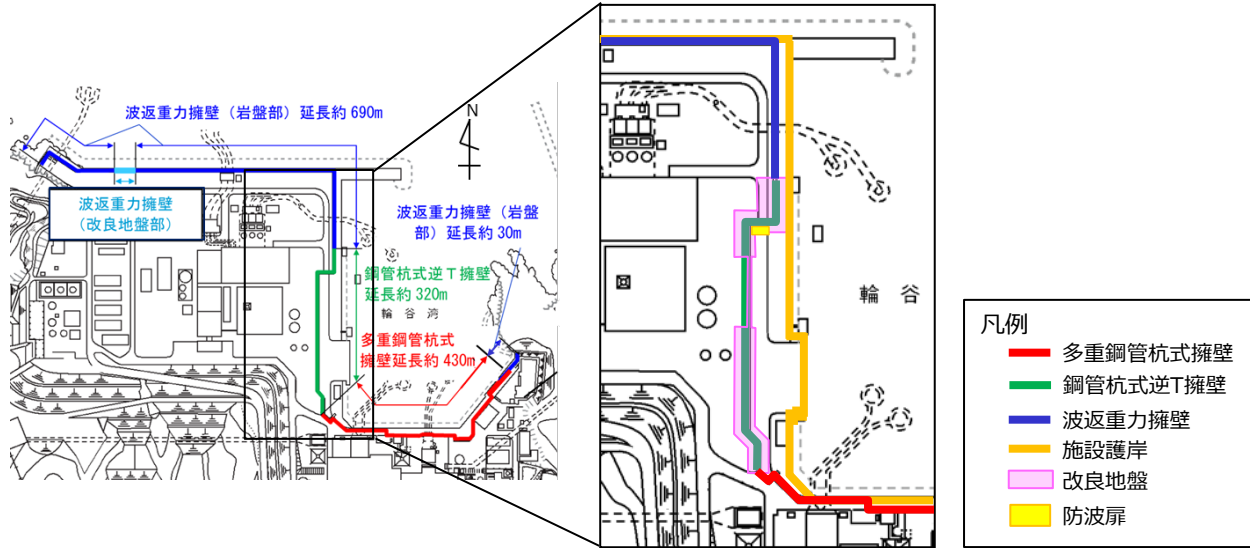 波返重力擁壁(岩盤部)延長約 690m
N
波返重力擁壁
(改良地盤部)
波返重力擁壁(岩盤
部)延長約 30m
鋼管杭式逆T擁壁
延長約 320m
輪谷湾
多重鋼管杭式
擁壁延長約 430m
輪谷
凡例
多重鋼管杭式擁壁
鋼管杭式逆T擁壁
波返重力擁壁
施設護岸
改良地盤
防波扉